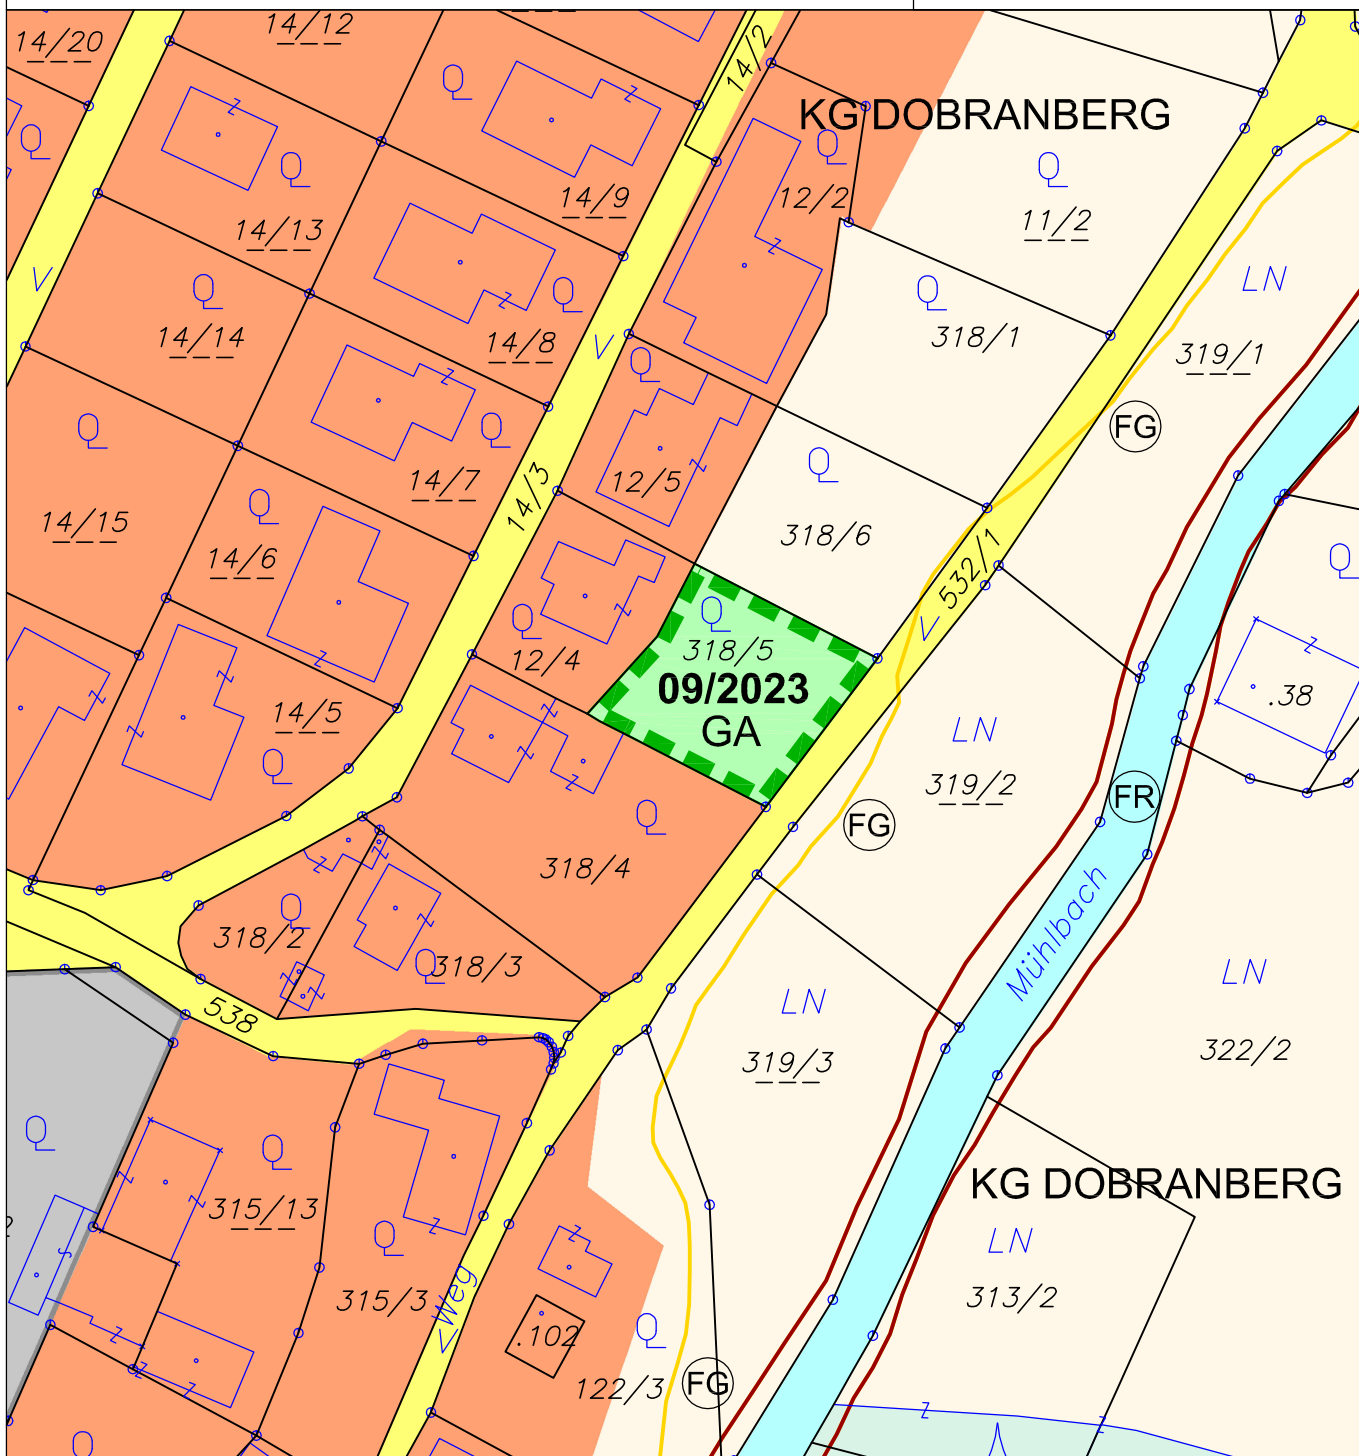 14/20
14/12
14/2
KG DOBRANBERG
Q
Q
Q
Q
Q
14/9
12/2
11/2
14/13
V
Q
Q
Q
LN
14/14
14/8
V
318/1
319/1
Q
Q
Q
FG
14/7
12/5
Q
14/15
Q
14/3
318/6
14/6
532/1
Q
Q
Q
318/5
12/4
09/2023
GA
.38
14/5
LN
Q
319/2
FR
Q
FG
318/4
Q
318/2
Q
318/3
Mühlbach
LN
LN
538
319/3
322/2
Q
Q
KG DOBRANBERG
315/13
Q
LN
S
315/3
<Weg
313/2
.102
Q
122/3
FG
Q